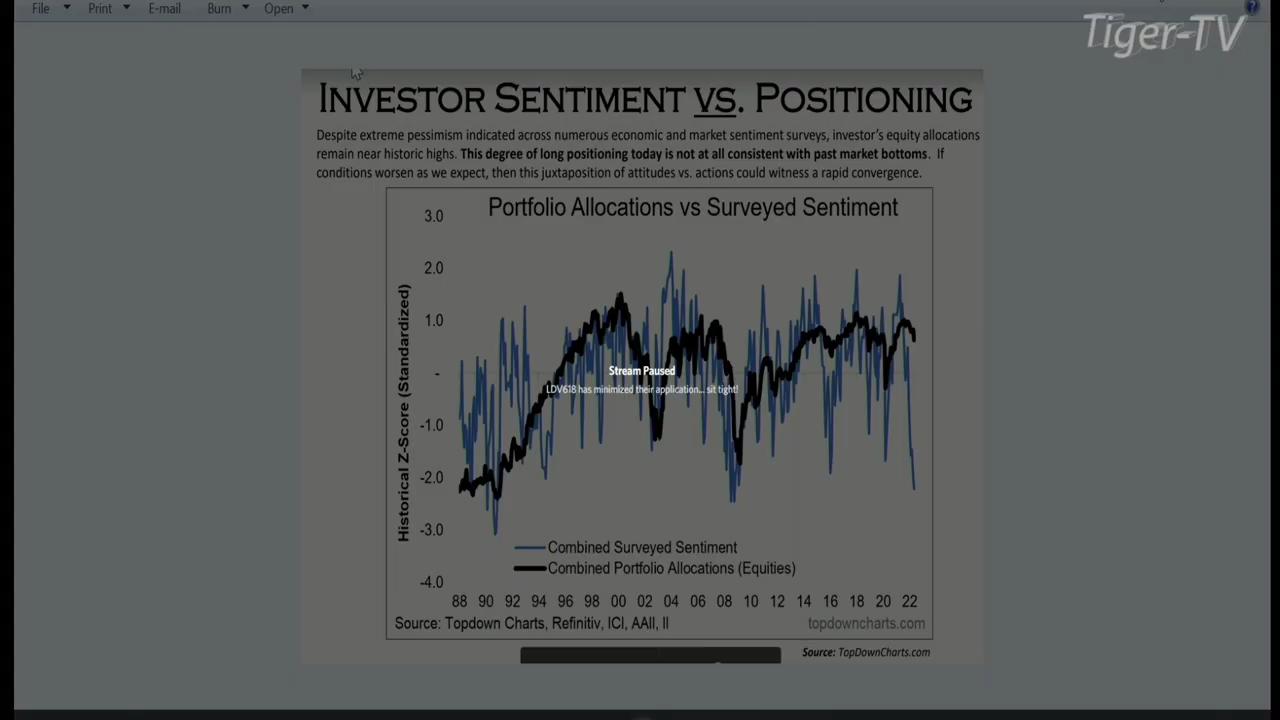 File Print E-mail Burn Open ?
Tiger-TV
INVESTOR SENTIMENT VS. POSITIONING
Despite extreme pessimism indicated across numerous economic and market sentiment surveys, investor's equity allocations
remain near historic highs. This degree of long positioning today is not at all consistent with past market bottoms. If
conditions worsen as we expect, then this juxtaposition of attitudes vs. actions could witness a rapid convergence.
Portfolio Allocations vs Surveyed Sentiment
3.0
2.0
1.0
-
-1.0
-2.0
-3.0
-4.0
Historical Z-Score (Standardized)
Stream Paused
LDV618 has minimized their application... sit tight!
Combined Surveyed Sentiment
Combined Portfolio Allocations (Equities)
88 90 92 94 96 98 00 02 04 06 08 10 12 14 16 18 20 22
Source: Topdown Charts, Refinitiv, ICI, AAII, II
topdowncharts.com
Source: TopDownCharts.com